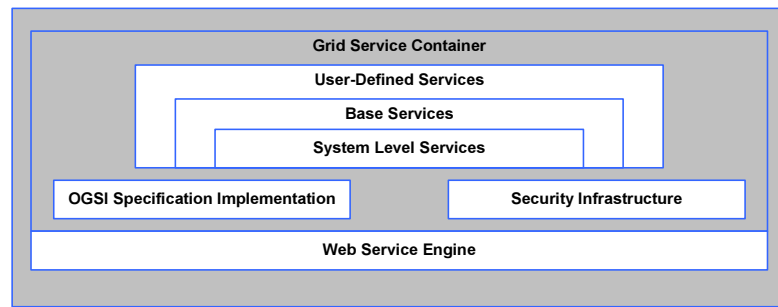 Grid Service Container
User-Defined Services
Base Services
System Level Services
OGSI Specification Implementation
Security Infrastructure
Web Service Engine